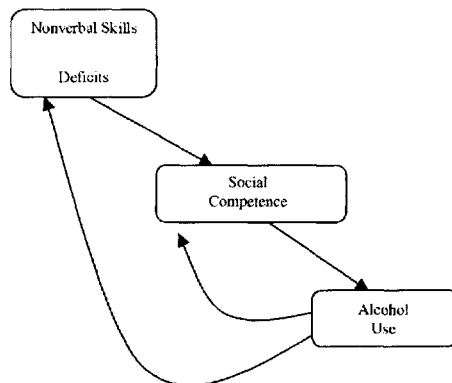 Nonverbal Skills
Deficits
Social
Competence
Alcohol
Use